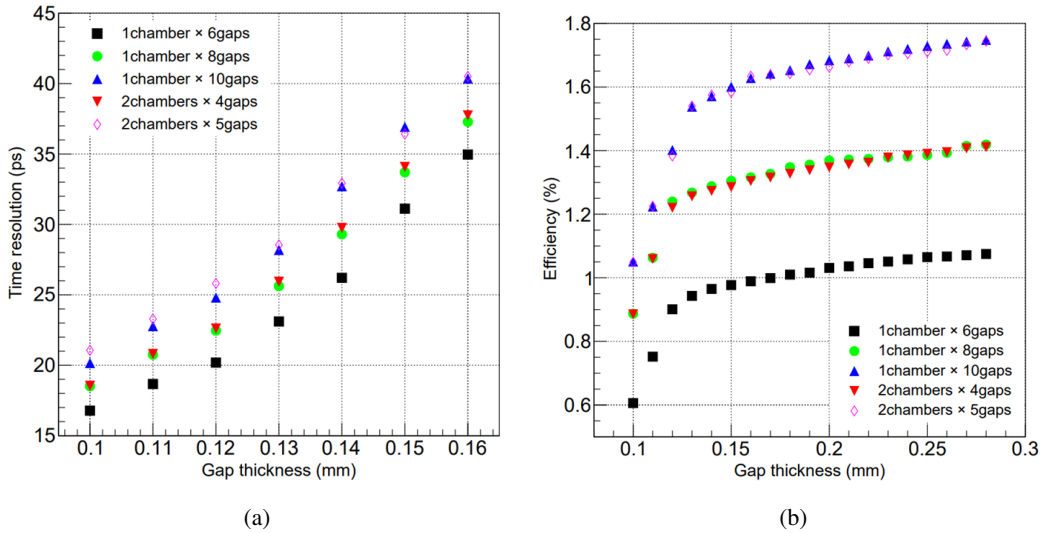 45
40
35
30
25
20
15
Time resolution (ps)
1chamber × 6gaps
1chamber × 8gaps
1chamber × 10gaps
2chambers × 4gaps
2chambers × 5gaps
0.1 0.11 0.12 0.13 0.14 0.15 0.16
Gap thickness (mm)
(a)
1.8
1.6
1.4
1.2
1
0.8
0.6
Efficiency (%)
1chamber × 6gaps
1chamber × 8gaps
1chamber × 10gaps
2chambers × 4gaps
2chambers × 5gaps
0.1 0.15 0.2 0.25 0.3
Gap thickness (mm)
(b)